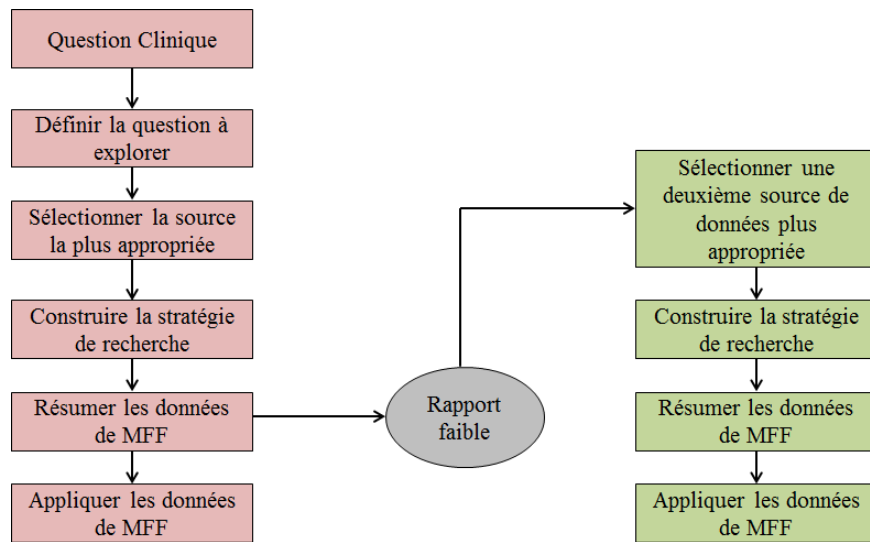 Question Clinique
Définir la question à
explorer
Sélectionner la source
la plus appropriée
Construire la stratégie
de recherche
Résumer les données
de MFF
Appliquer les données
de MFF
Rapport
faible
Sélectionner une
deuxième source de
données plus
appropriée
Construire la stratégie
de recherche
Résumer les données
de MFF
Appliquer les données
de MFF